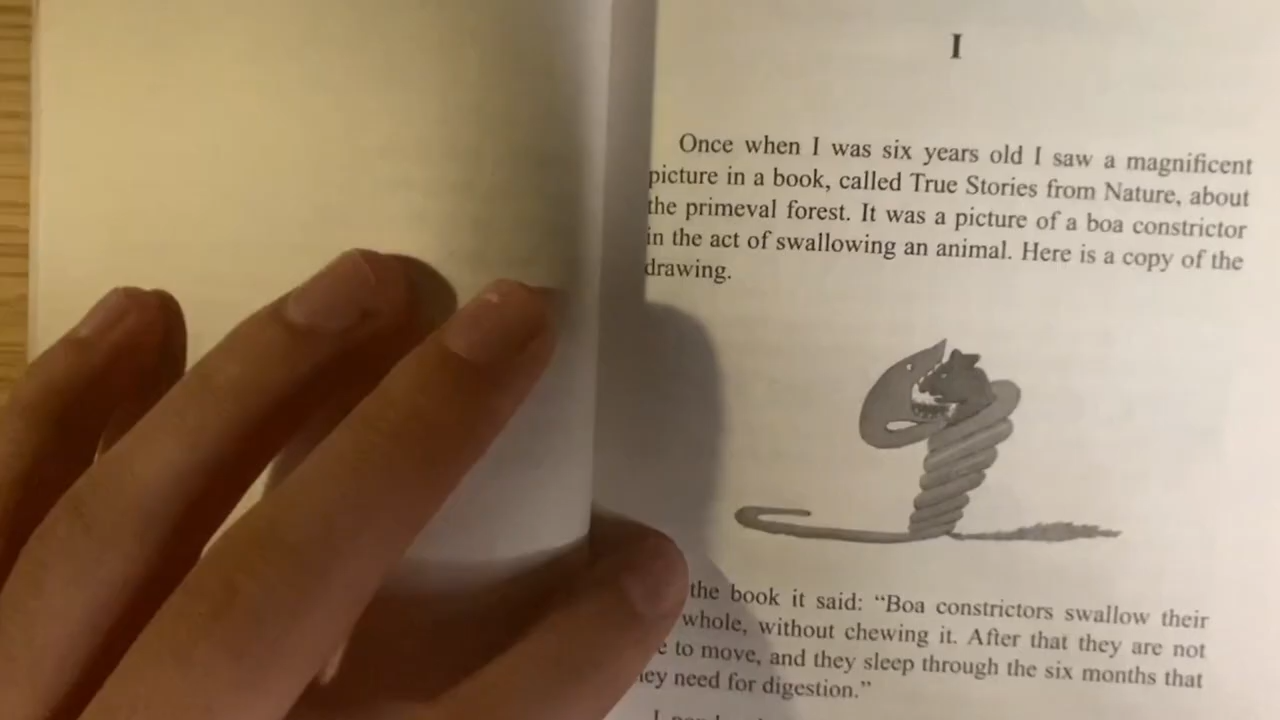 I
Once when I was six years old I saw a magnificent
picture in a book, called True Stories from Nature, about
the primeval forest. It was a picture of a boa constrictor
in the act of swallowing an animal. Here is a copy of the
drawing.
the book it said: “Boa constrictors swallow their
whole, without chewing it. After that they are not
to move, and they sleep through the six months that
need for digestion.”
I